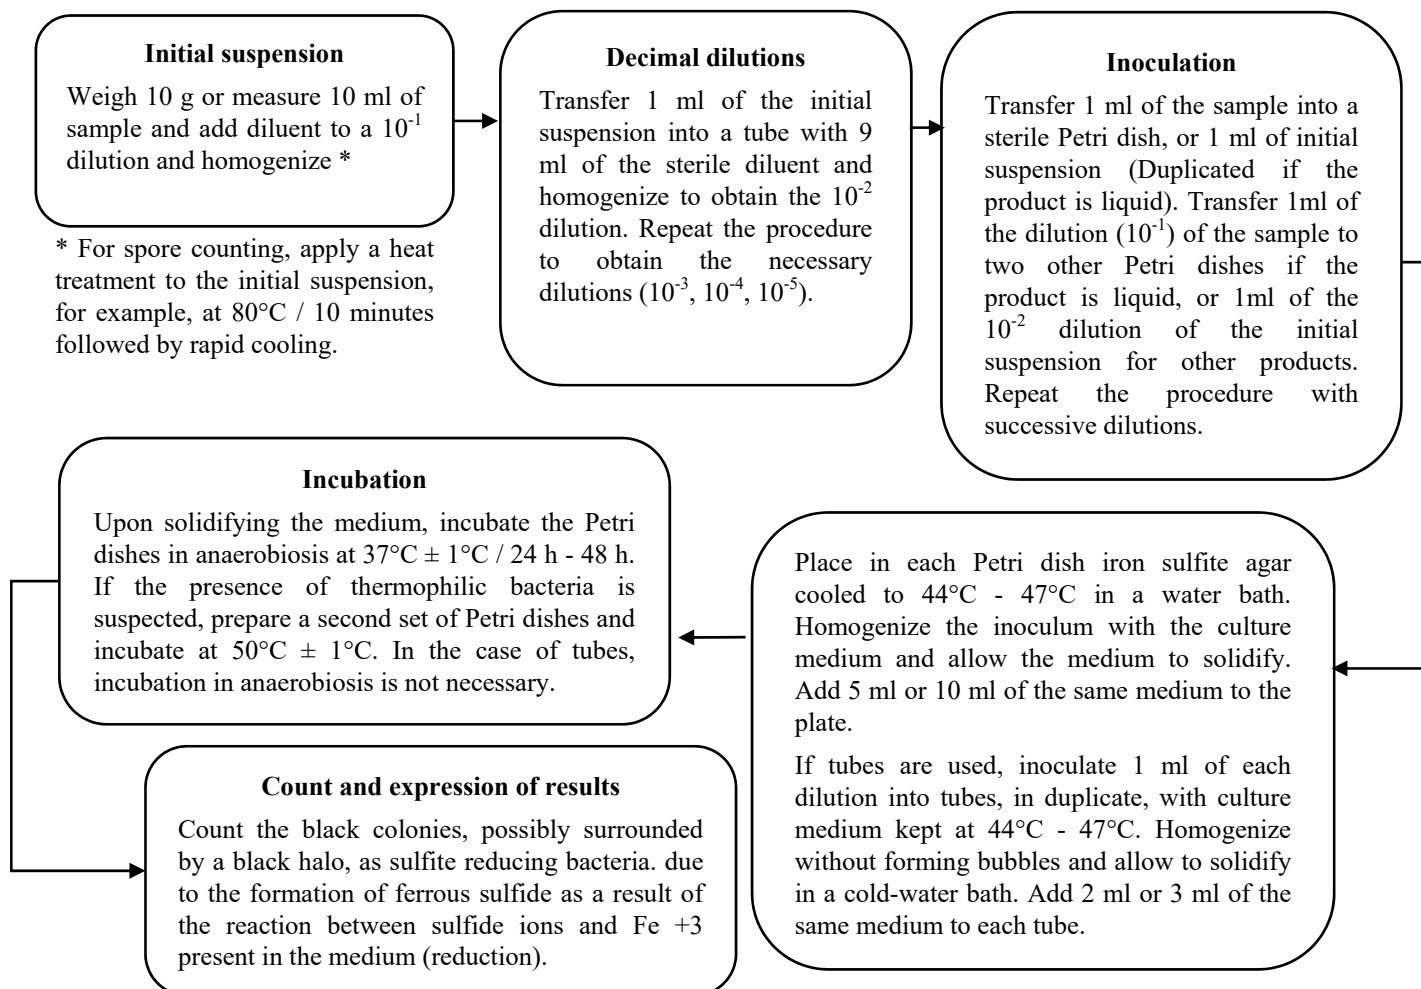 Initial suspension
Weigh 10 g or measure 10 ml of
sample and add diluent to a 10⁻¹
dilution and homogenize *
* For spore counting, apply a heat
treatment to the initial suspension,
for example, at 80°C / 10 minutes
followed by rapid cooling.
Decimal dilutions
Transfer 1 ml of the initial
suspension into a tube with 9
ml of the sterile diluent and
homogenize to obtain the 10⁻²
dilution. Repeat the procedure
to obtain the necessary
dilutions (10⁻³, 10⁻⁴, 10⁻⁵).
Inoculation
Transfer 1 ml of the sample into a
sterile Petri dish, or 1 ml of initial
suspension (Duplicated if the
product is liquid). Transfer 1ml of
the dilution (10⁻¹) of the sample to
two other Petri dishes if the
product is liquid, or 1ml of the
10⁻² dilution of the initial
suspension for other products.
Repeat the procedure with
successive dilutions.
Place in each Petri dish iron sulfite agar
cooled to 44°C - 47°C in a water bath.
Homogenize the inoculum with the culture
medium and allow the medium to solidify.
Add 5 ml or 10 ml of the same medium to the
plate.
If tubes are used, inoculate 1 ml of each
dilution into tubes, in duplicate, with culture
medium kept at 44°C - 47°C. Homogenize
without forming bubbles and allow to solidify
in a cold-water bath. Add 2 ml or 3 ml of the
same medium to each tube.
Incubation
Upon solidifying the medium, incubate the Petri
dishes in anaerobiosis at 37°C ± 1°C / 24 h - 48 h.
If the presence of thermophilic bacteria is
suspected, prepare a second set of Petri dishes and
incubate at 50°C ± 1°C. In the case of tubes,
incubation in anaerobiosis is not necessary.
Count and expression of results
Count the black colonies, possibly surrounded
by a black halo, as sulfite reducing bacteria. due
to the formation of ferrous sulfide as a result of
the reaction between sulfide ions and Fe +3
present in the medium (reduction).